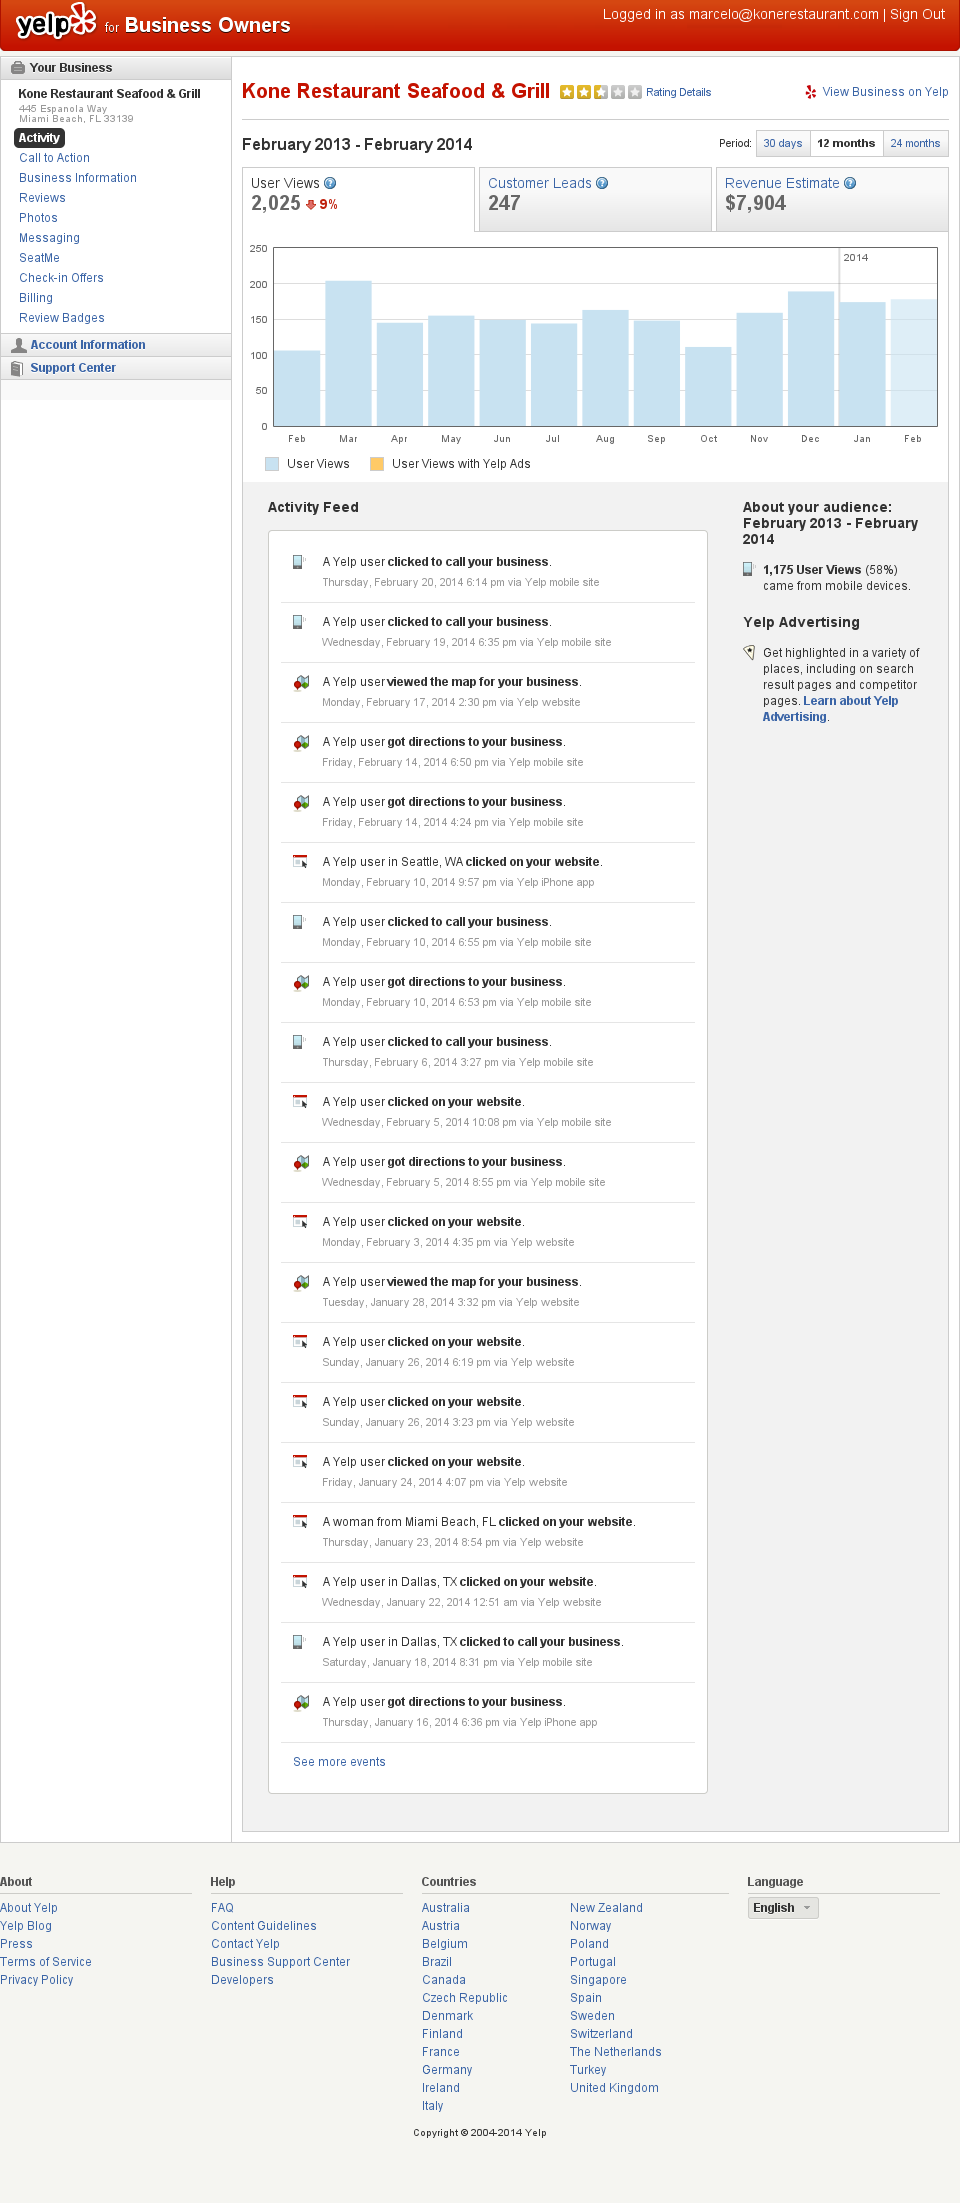 yelp for Business Owners
Logged in as marcelo@konerestaurant.com | Sign Out
Your Business
Kone Restaurant Seafood & Grill
445 Espanola Way
Miami Beach, FL 33139
Activity
Call to Action
Business Information
Reviews
Photos
Messaging
SeatMe
Check-in Offers
Billing
Review Badges
Account Information
Support Center
Kone Restaurant Seafood & Grill Rating Details
View Business on Yelp
February 2013 - February 2014
Period: 30 days 12 months 24 months
User Views ?
2,025 9%
Customer Leads ?
247
Revenue Estimate ?
$7,904
250
200
150
100
50
0
2014
Feb Mar Apr May Jun Jul Aug Sep Oct Nov Dec Jan Feb
User Views User Views with Yelp Ads
Activity Feed
A Yelp user clicked to call your business.
Thursday, February 20, 2014 6:14 pm via Yelp mobile site
A Yelp user clicked to call your business.
Wednesday, February 19, 2014 6:35 pm via Yelp mobile site
A Yelp user viewed the map for your business.
Monday, February 17, 2014 2:30 pm via Yelp website
A Yelp user got directions to your business.
Friday, February 14, 2014 6:50 pm via Yelp mobile site
A Yelp user got directions to your business.
Friday, February 14, 2014 4:24 pm via Yelp mobile site
A Yelp user in Seattle, WA clicked on your website.
Monday, February 10, 2014 9:57 pm via Yelp iPhone app
A Yelp user clicked to call your business.
Monday, February 10, 2014 6:55 pm via Yelp mobile site
A Yelp user got directions to your business.
Monday, February 10, 2014 6:53 pm via Yelp mobile site
A Yelp user clicked to call your business.
Thursday, February 6, 2014 3:27 pm via Yelp mobile site
A Yelp user clicked on your website.
Wednesday, February 5, 2014 10:08 pm via Yelp mobile site
A Yelp user got directions to your business.
Wednesday, February 5, 2014 8:55 pm via Yelp mobile site
A Yelp user clicked on your website.
Monday, February 3, 2014 4:35 pm via Yelp website
A Yelp user viewed the map for your business.
Tuesday, January 28, 2014 3:32 pm via Yelp website
A Yelp user clicked on your website.
Sunday, January 26, 2014 6:19 pm via Yelp website
A Yelp user clicked on your website.
Sunday, January 26, 2014 3:23 pm via Yelp website
A Yelp user clicked on your website.
Friday, January 24, 2014 4:07 pm via Yelp website
A woman from Miami Beach, FL clicked on your website.
Thursday, January 23, 2014 8:54 pm via Yelp website
A Yelp user in Dallas, TX clicked on your website.
Wednesday, January 22, 2014 12:51 am via Yelp website
A Yelp user in Dallas, TX clicked to call your business.
Saturday, January 18, 2014 8:31 pm via Yelp mobile site
A Yelp user got directions to your business.
Thursday, January 16, 2014 6:36 pm via Yelp iPhone app
See more events
About your audience:
February 2013 - February
2014
1,175 User Views (58%)
came from mobile devices.
Yelp Advertising
Get highlighted in a variety of
places, including on search
result pages and competitor
pages. Learn about Yelp
Advertising.
About
About Yelp
Yelp Blog
Press
Terms of Service
Privacy Policy
Help
FAQ
Content Guidelines
Contact Yelp
Business Support Center
Developers
Countries
Australia
Austria
Belgium
Brazil
Canada
Czech Republic
Denmark
Finland
France
Germany
Ireland
Italy
New Zealand
Norway
Poland
Portugal
Singapore
Spain
Sweden
Switzerland
The Netherlands
Turkey
United Kingdom
Language
English
Copyright © 2004-2014 Yelp